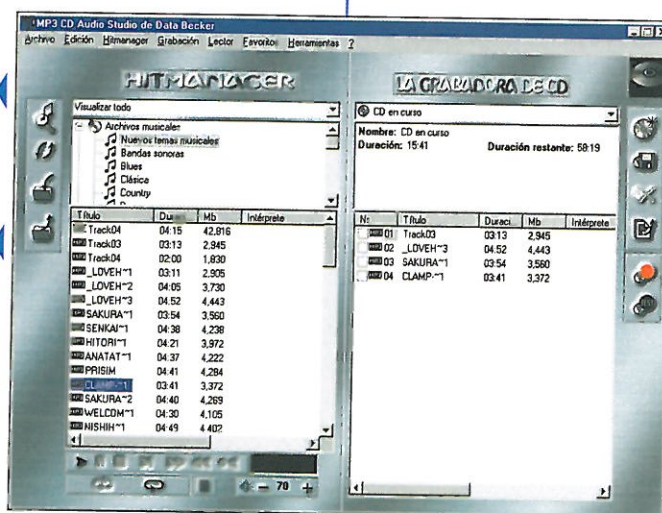 MP3 CD Audio Studio de Data Becker
Archivo Edición Hitmanager Grabación Lector Favoritos Herramientas ?
HITMANAGER
Visualizar todo
Archivos musicales
Nuevos temas musicales
Bandas sonoras
Blues
Clásica
Country
Título Mb Intérprete
Track04 04:15 42,816
Track03 03:13 2,945
Track04 02:00 1,830
_LOVEH~1 03:11 2,905
_LOVEH~2 04:05 3,730
_LOVEH~3 04:52 4,443
SAKURA~1 03:54 3,560
SENKAI~1 04:38 4,238
HITORI~1 04:21 3,972
ANATAT~1 04:37 4,222
PRISIM 04:41 4,284
CLAMP-~1 03:41 3,372
SAKURA~2 04:40 4,269
WELCOM~1 04:30 4,105
NISHIH~1 04:49 4,402
70
LA GRABADORA DE CD
CD en curso
Nombre: CD en curso
Duración: 15:41 Duración restante: 58:19
Nº Título Duraci... Mb Intérprete
01 Track03 03:13 2,945
02 _LOVEH~3 04:52 4,443
03 SAKURA~1 03:54 3,560
04 CLAMP-~1 03:41 3,372